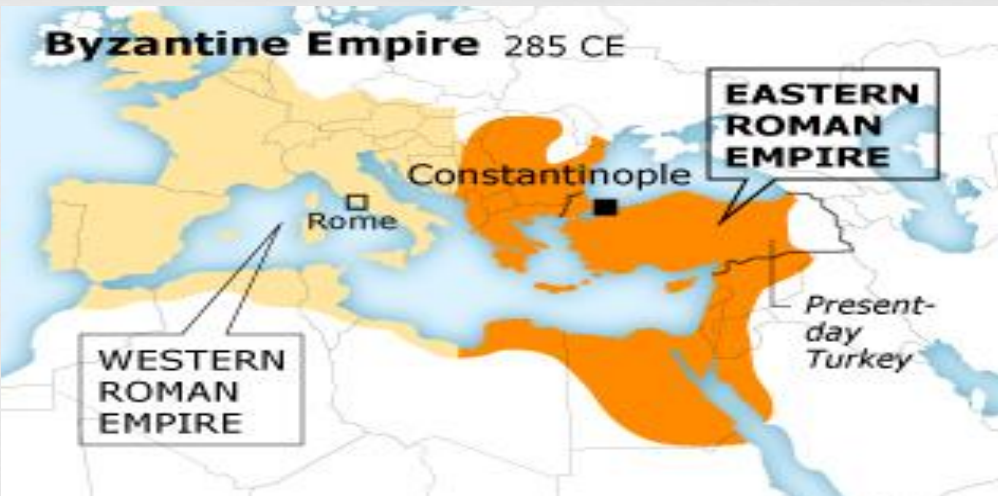 Byzantine Empire 285 CE
EASTERN
ROMAN
EMPIRE
Constantinople
Rome
Present-
day
Turkey
WESTERN
ROMAN
EMPIRE